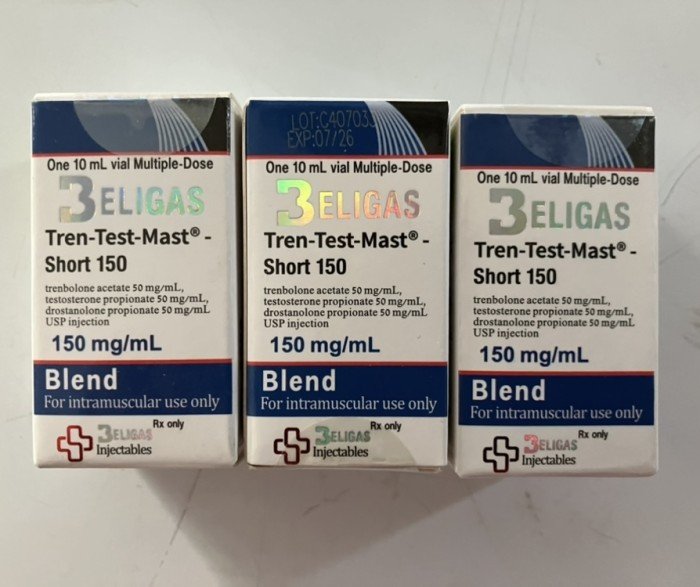 One 10 mL vial Multiple-Dose
BELIGAS
Tren-Test-Mast® -
Short 150
trenbolone acetate 50 mg/mL,
testosterone propionate 50 mg/mL,
drostanolone propionate 50 mg/mL
USP injection
150 mg/mL
Blend
For intramuscular use only
Rx only
BELIGAS
Injectables
LOT:C40703
EXP:07/26
One 10 mL vial Multiple-Dose
BELIGAS
Tren-Test-Mast® -
Short 150
trenbolone acetate 50 mg/mL,
testosterone propionate 50 mg/mL,
drostanolone propionate 50 mg/mL
USP injection
150 mg/mL
Blend
For intramuscular use only
Rx only
BELIGAS
Injectables
One 10 mL vial Multiple-Dose
BELIGAS
Tren-Test-Mast® -
Short 150
trenbolone acetate 50 mg/mL,
testosterone propionate 50 mg/mL,
drostanolone propionate 50 mg/mL
USP injection
150 mg/mL
Blend
For intramuscular use only
Rx only
BELIGAS
Injectables